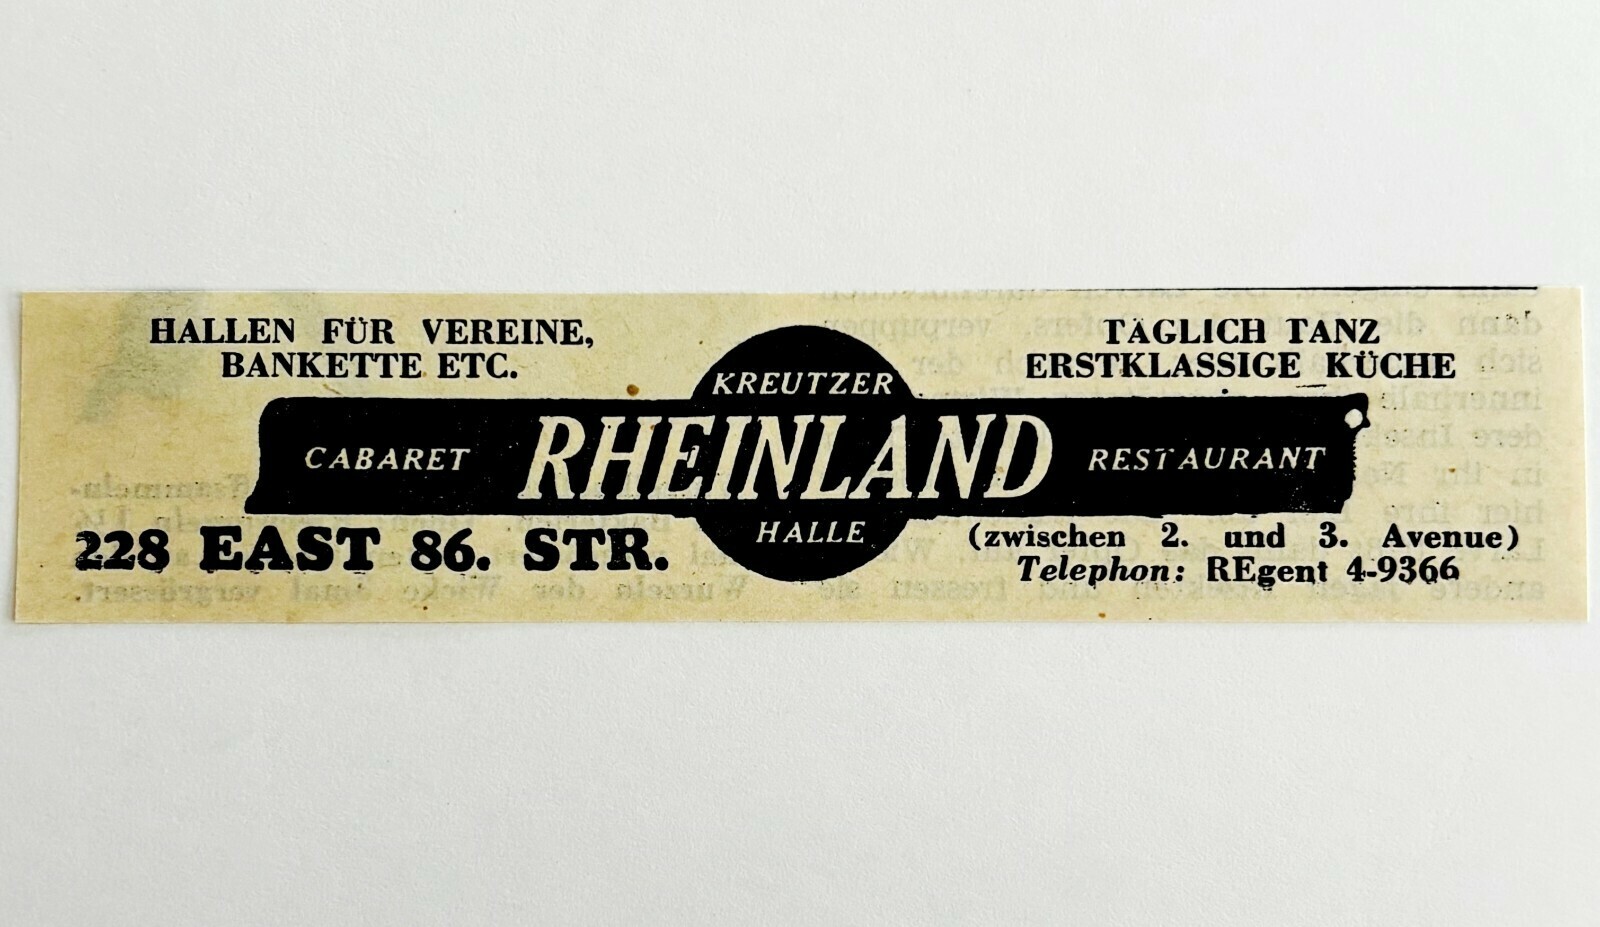 HALLEN FÜR VEREINE,
BANKETTE ETC.
TÄGLICH TANZ
ERSTKLASSIGE KÜCHE
KREUTZER
CABARET RHEINLAND RESTAURANT
HALLE
228 EAST 86. STR.
(zwischen 2. und 3. Avenue)
Telephon: REgent 4-9366